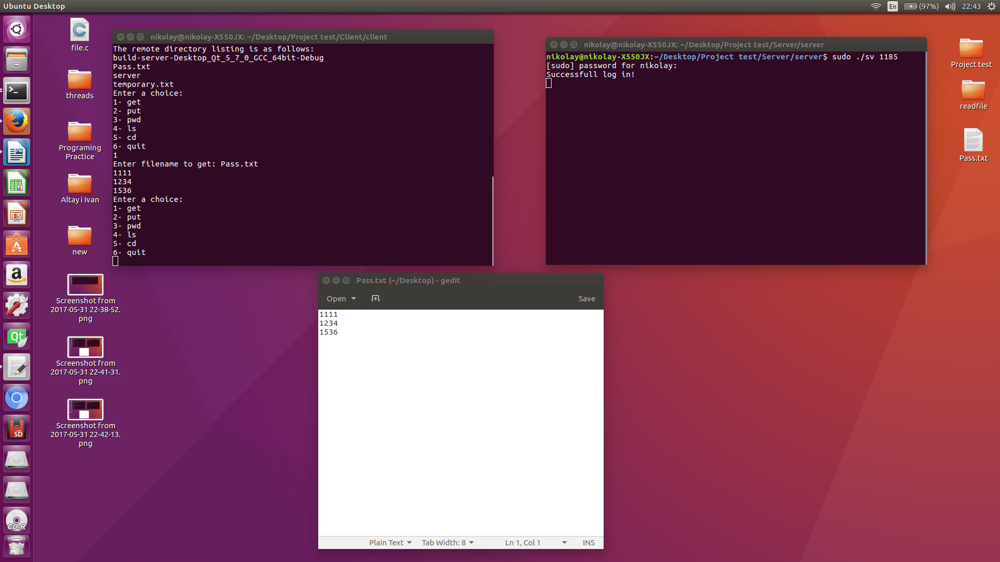 Ubuntu Desktop
En
(97%)
22:43
file.c
threads
Programing
Practice
Altay i Ivan
new
Screenshot from
2017-05-31 22-38-52.
png
Screenshot from
2017-05-31 22-41-31.
png
Screenshot from
2017-05-31 22-42-13.
png
nikolay@nikolay-X550JX: ~/Desktop/Project test/Client/client
The remote directory listing is as follows:
build-server-Desktop_Qt_5_7_0_GCC_64bit-Debug
Pass.txt
server
temporary.txt
Enter a choice:
1- get
2- put
3- pwd
4- ls
5- cd
6- quit
1
Enter filename to get: Pass.txt
1111
1234
1536
Enter a choice:
1- get
2- put
3- pwd
4- ls
5- cd
6- quit
nikolay@nikolay-X550JX: ~/Desktop/Project test/Server/server
nikolay@nikolay-X550JX:~/Desktop/Project test/Server/server$ sudo ./sv 1185
[sudo] password for nikolay:
Successfull log in!
Project test
readfile
Pass.txt
Pass.txt (~/Desktop) - gedit
Open
Save
1111
1234
1536
Plain Text
Tab Width: 8
Ln 1, Col 1
INS
a
Qt
SD
CD-R